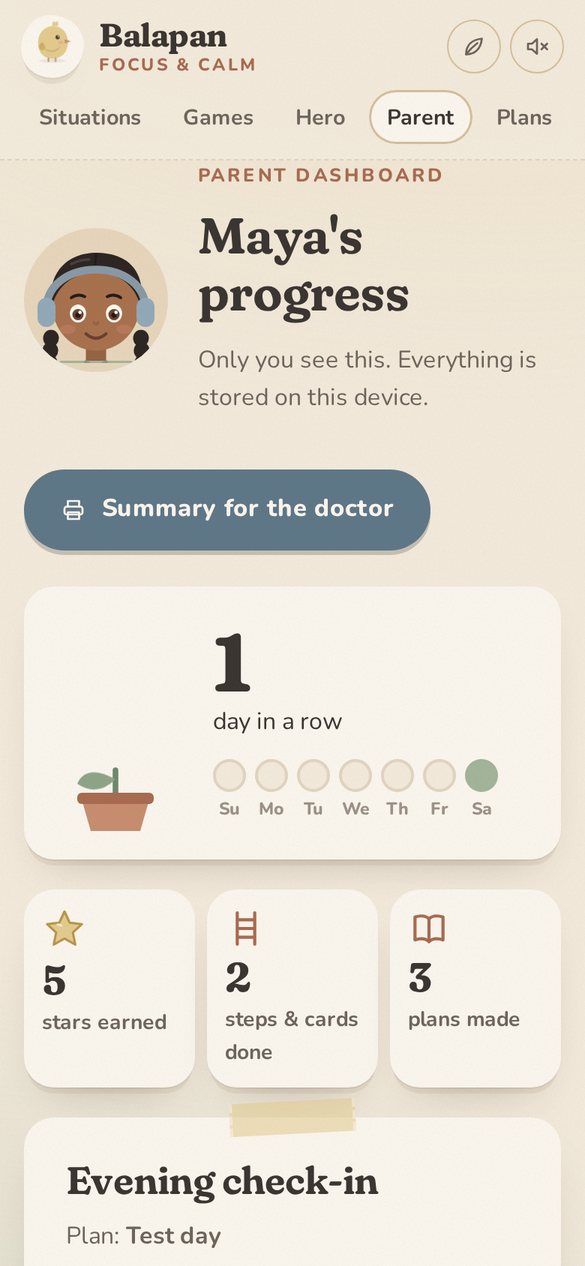 Balapan
FOCUS & CALM
Situations Games Hero Parent Plans
PARENT DASHBOARD
Maya's
progress
Only you see this. Everything is
stored on this device.
Summary for the doctor
1
day in a row
Su Mo Tu We Th Fr Sa
5
stars earned
2
steps & cards
done
3
plans made
Evening check-in
Plan: Test day